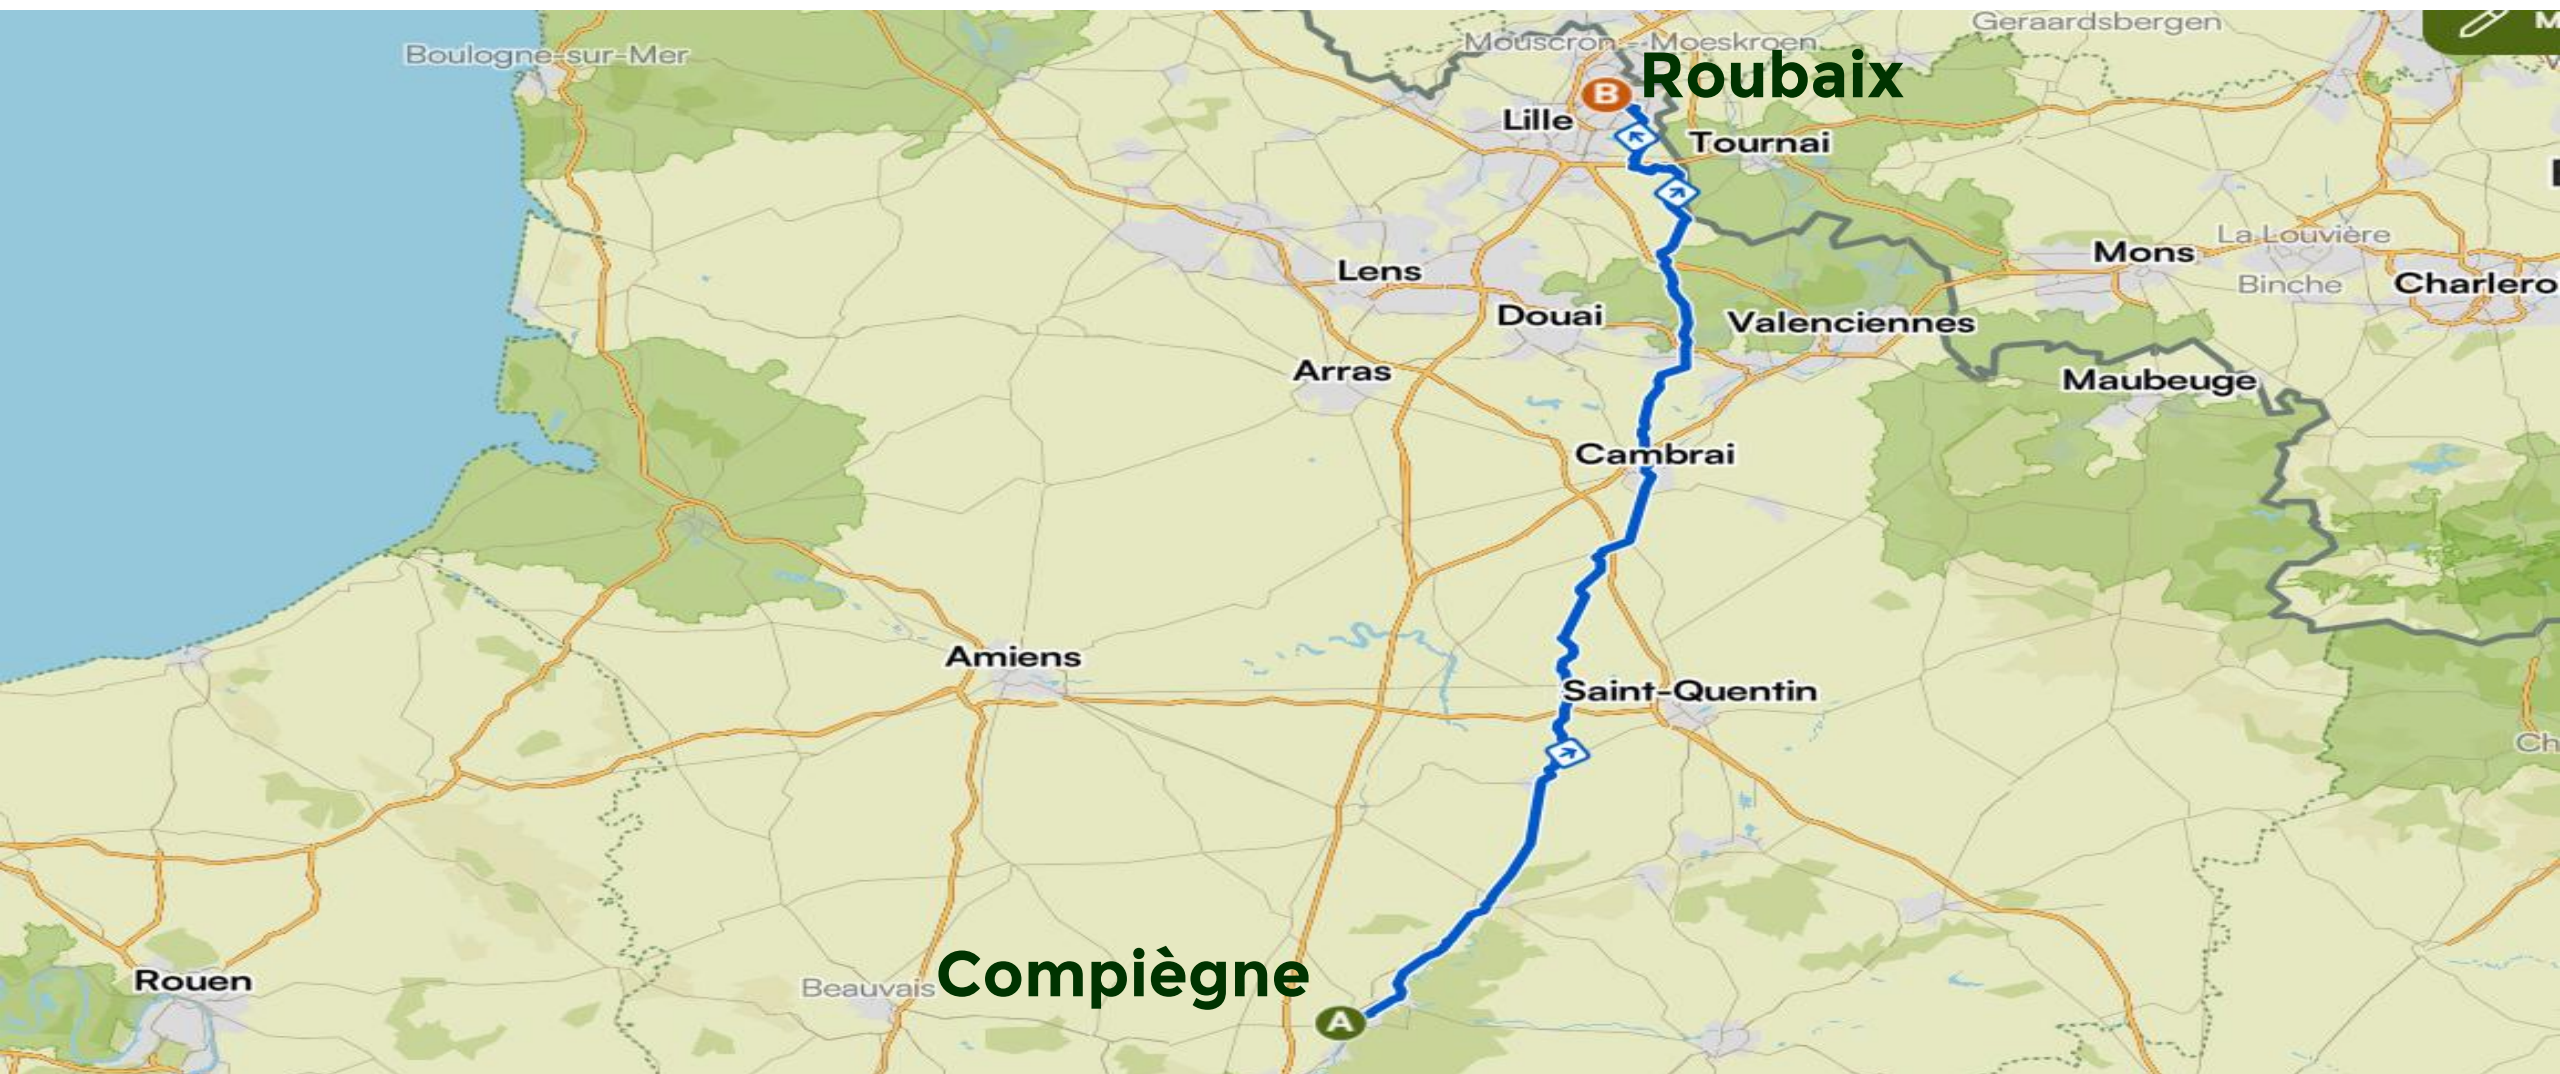 Geraardsbergen
Boulogne-sur-Mer
Mouscron - Moeskroen
Roubaix
B
Lille
Tournai
Mons
La Louvière
Lens
Binche
Charlero
Douai
Valenciennes
Arras
Maubeuge
Cambrai
Amiens
Saint-Quentin
Ch
Compiègne
Rouen
Beauvais
A